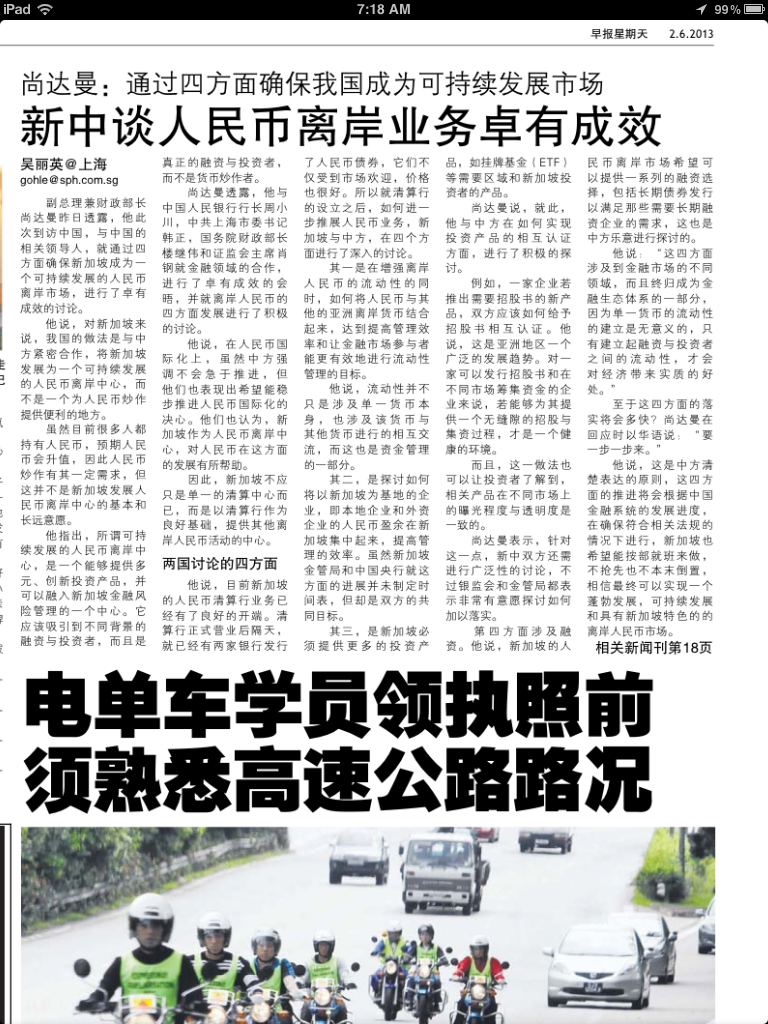 iPad
7:18 AM
99%
早报星期天 2.6.2013
尚达曼：通过四方面确保我国成为可持续发展市场
新中谈人民币离岸业务卓有成效
吴丽英@上海
gohle@sph.com.sg
副总理兼财政部长
尚达曼昨日透露，他此
次到访中国，与中国的
相关领导人，就通过四
方面确保新加坡成为一
个可持续发展的人民币
离岸市场，进行了卓有
成效的讨论。
他说，对新加坡来
说，我国的做法是与中
方紧密合作，将新加坡
发展为一个可持续发展
的人民币离岸中心，而
不是一个为人民币炒作
提供便利的地方。
虽然目前很多人都
持有人民币，预期人民
币会升值，因此人民币
炒作有其一定需求，但
这并不是新加坡发展人
民币离岸中心的基本和
长远意愿。
他指出，所谓可持
续发展的人民币离岸中
心，是一个能够提供多
元、创新投资产品，并
可以融入新加坡金融风
险管理的一个中心。它
应该吸引到不同背景的
融资与投资者，而且是
真正的融资与投资者，
而不是货币炒作者。
尚达曼透露，他与
中国人民银行行长周小
川，中共上海市委书记
韩正，国务院财政部长
楼继伟和证监会主席肖
钢就金融领域的合作，
进行了卓有成效的会
晤，并就离岸人民币的
四方面发展进行了积极
的讨论。
他说，在人民币国
际化上，虽然中方强
调不会急于推进，但
他们也表现出希望能稳
步推进人民币国际化的
决心。他们也认为，新
加坡作为人民币离岸中
心，对人民币在这方面
的发展有所帮助。
因此，新加坡不应
只是单一的清算中心而
已，而是以清算行作为
良好基础，提供其他离
岸人民币活动的中心。
两国讨论的四方面
他说，目前新加坡
的人民币清算行业务已
经有了良好的开端。清
算行正式营业后隔天，
就已经有两家银行发行
了人民币债券，它们不
仅受到市场欢迎，价格
也很好。所以就清算行
的设立之后，如何进一
步推展人民币业务，新
加坡与中方，在四个方
面进行了深入的讨论。
其一是在增强离岸
人民币的流动性的同
时，如何将人民币与其
他的亚洲离岸货币结合
起来，达到提高管理效
率和让金融市场参与者
能更有效地进行流动性
管理的目标。
他说，流动性并不
只是涉及单一货币本
身，也涉及该货币与
其他货币进行的相互交
流，而这也是资金管理
的一部分。
其二，是探讨如何
将以新加坡为基地的企
业，即本地企业和外资
企业的人民币盈余在新
加坡集中起来，提高管
理的效率。虽然新加坡
金管局和中国央行就这
方面的进展并未制定时
间表，但却是双方的共
同目标。
其三，是新加坡必
须提供更多的投资产
品，如挂牌基金（ETF）
等需要区域和新加坡投
资者的产品。
尚达曼说，就此，
他与中方在如何实现
投资产品的相互认证
方面，进行了积极的探
讨。
例如，一家企业若
推出需要招股书的新产
品，双方应该如何给予
招股书相互认证。他
说，这是亚洲地区一个
广泛的发展趋势。对一
家可以发行招股书和在
不同市场筹集资金的企
业来说，若能够为其提
供一个无缝隙的招股与
集资过程，才是一个健
康的环境。
而且，这一做法也
可以让投资者了解到，
相关产品在不同市场上
的曝光程度与透明度是
一致的。
尚达曼表示，针对
这一点，新中双方还需
进行广泛性的讨论，不
过银监会和金管局都表
示非常有意愿探讨如何
加以落实。
第四方面涉及融
资。他说，新加坡的人
民币离岸市场希望可
以提供一系列的融资选
择，包括长期债券发行
以满足那些需要长期融
资企业的需求，这也是
中方乐意进行探讨的。
他说：“这四方面
涉及到金融市场的不同
领域，而且终归成为金
融生态体系的一部分，
因为单一货币的流动性
的建立是无意义的，只
有建立起融资与投资者
之间的流动性，才会
对经济带来实质的好
处。”
至于这四方面的落
实将会多快？尚达曼在
回应时以华语说：“要
一步一步来。”
他说，这是中方清
楚表达的原则，这四方
面的推进将会根据中国
金融系统的发展进度，
在确保符合相关法规的
情况下进行，新加坡也
希望能按部就班来做，
不抢先也不本末倒置，
相信最终可以实现一个
蓬勃发展，可持续发展
和具有新加坡特色的的
离岸人民币市场。
相关新闻刊第18页
电单车学员领执照前
须熟悉高速公路路况